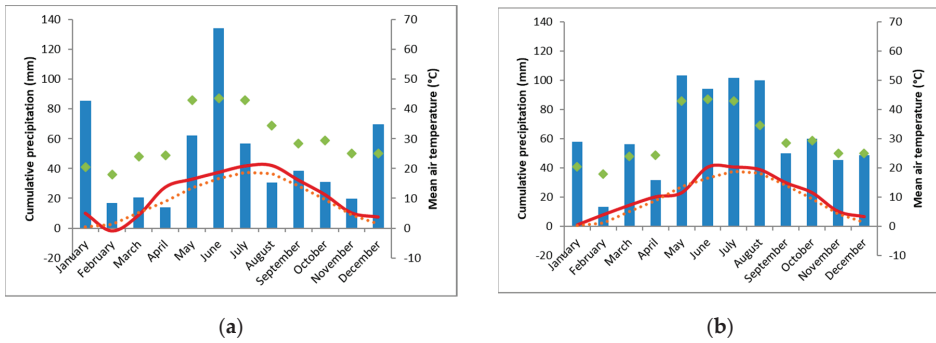 140
120
100
80
60
40
20
0
-20
Cumulative precipitation (mm)
70
60
50
40
30
20
10
0
-10
Mean air temperature (°C)
January
February
March
April
May
June
July
August
September
October
November
December
(a)
140
120
100
80
60
40
20
0
-20
Cumulative precipitation (mm)
70
60
50
40
30
20
10
0
-10
Mean air temperature (°C)
January
February
March
April
May
June
July
August
September
October
November
December
(b)